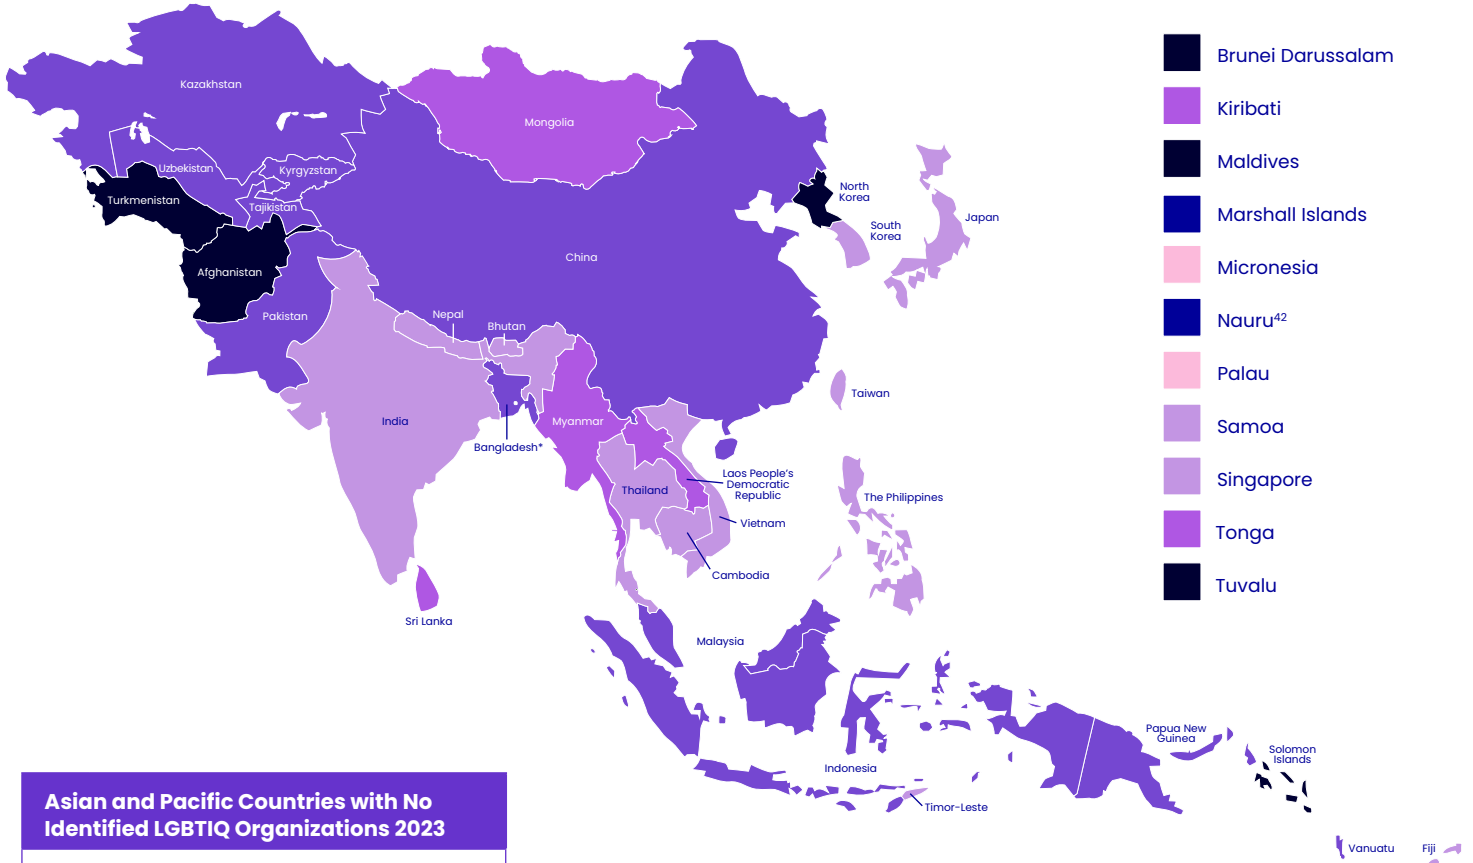 Kazakhstan
Mongolia
Uzbekistan
Kyrgyzstan
Turkmenistan
Tajikistan
North
Korea
South
Korea
Japan
China
Afghanistan
Pakistan
Nepal
Bhutan
India
Bangladesh*
Myanmar
Taiwan
Laos People's
Democratic
Republic
Thailand
The Philippines
Vietnam
Cambodia
Sri Lanka
Malaysia
Indonesia
Timor-Leste
Papua New
Guinea
Solomon
Islands
Vanuatu
Fiji
Brunei Darussalam
Kiribati
Maldives
Marshall Islands
Micronesia
Nauru⁴²
Palau
Samoa
Singapore
Tonga
Tuvalu
Asian and Pacific Countries with No
Identified LGBTIQ Organizations 2023